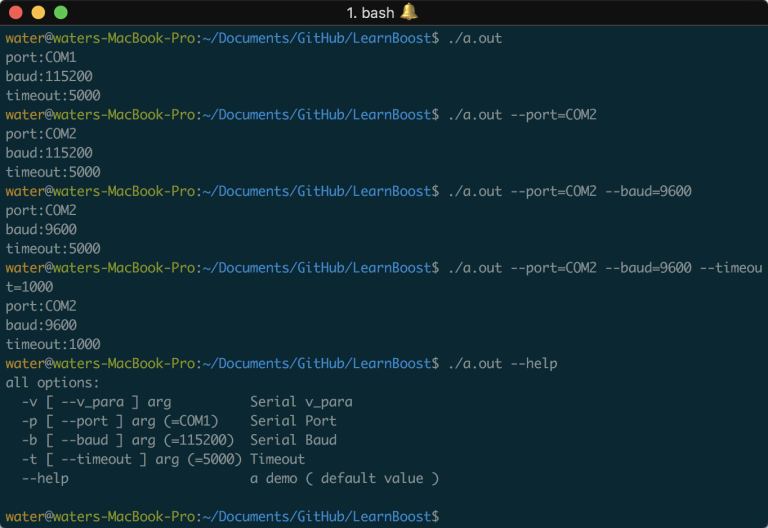 1. bash
water@waters-MacBook-Pro:~/Documents/GitHub/LearnBoost$ ./a.out
port:COM1
baud:115200
timeout:5000
water@waters-MacBook-Pro:~/Documents/GitHub/LearnBoost$ ./a.out --port=COM2
port:COM2
baud:115200
timeout:5000
water@waters-MacBook-Pro:~/Documents/GitHub/LearnBoost$ ./a.out --port=COM2 --baud=9600
port:COM2
baud:9600
timeout:5000
water@waters-MacBook-Pro:~/Documents/GitHub/LearnBoost$ ./a.out --port=COM2 --baud=9600 --timeou
t=1000
port:COM2
baud:9600
timeout:1000
water@waters-MacBook-Pro:~/Documents/GitHub/LearnBoost$ ./a.out --help
all options:
  -v [ --v_para ] arg          Serial v_para
  -p [ --port ] arg (=COM1)    Serial Port
  -b [ --baud ] arg (=115200)  Serial Baud
  -t [ --timeout ] arg (=5000) Timeout
  --help                       a demo ( default value )
water@waters-MacBook-Pro:~/Documents/GitHub/LearnBoost$